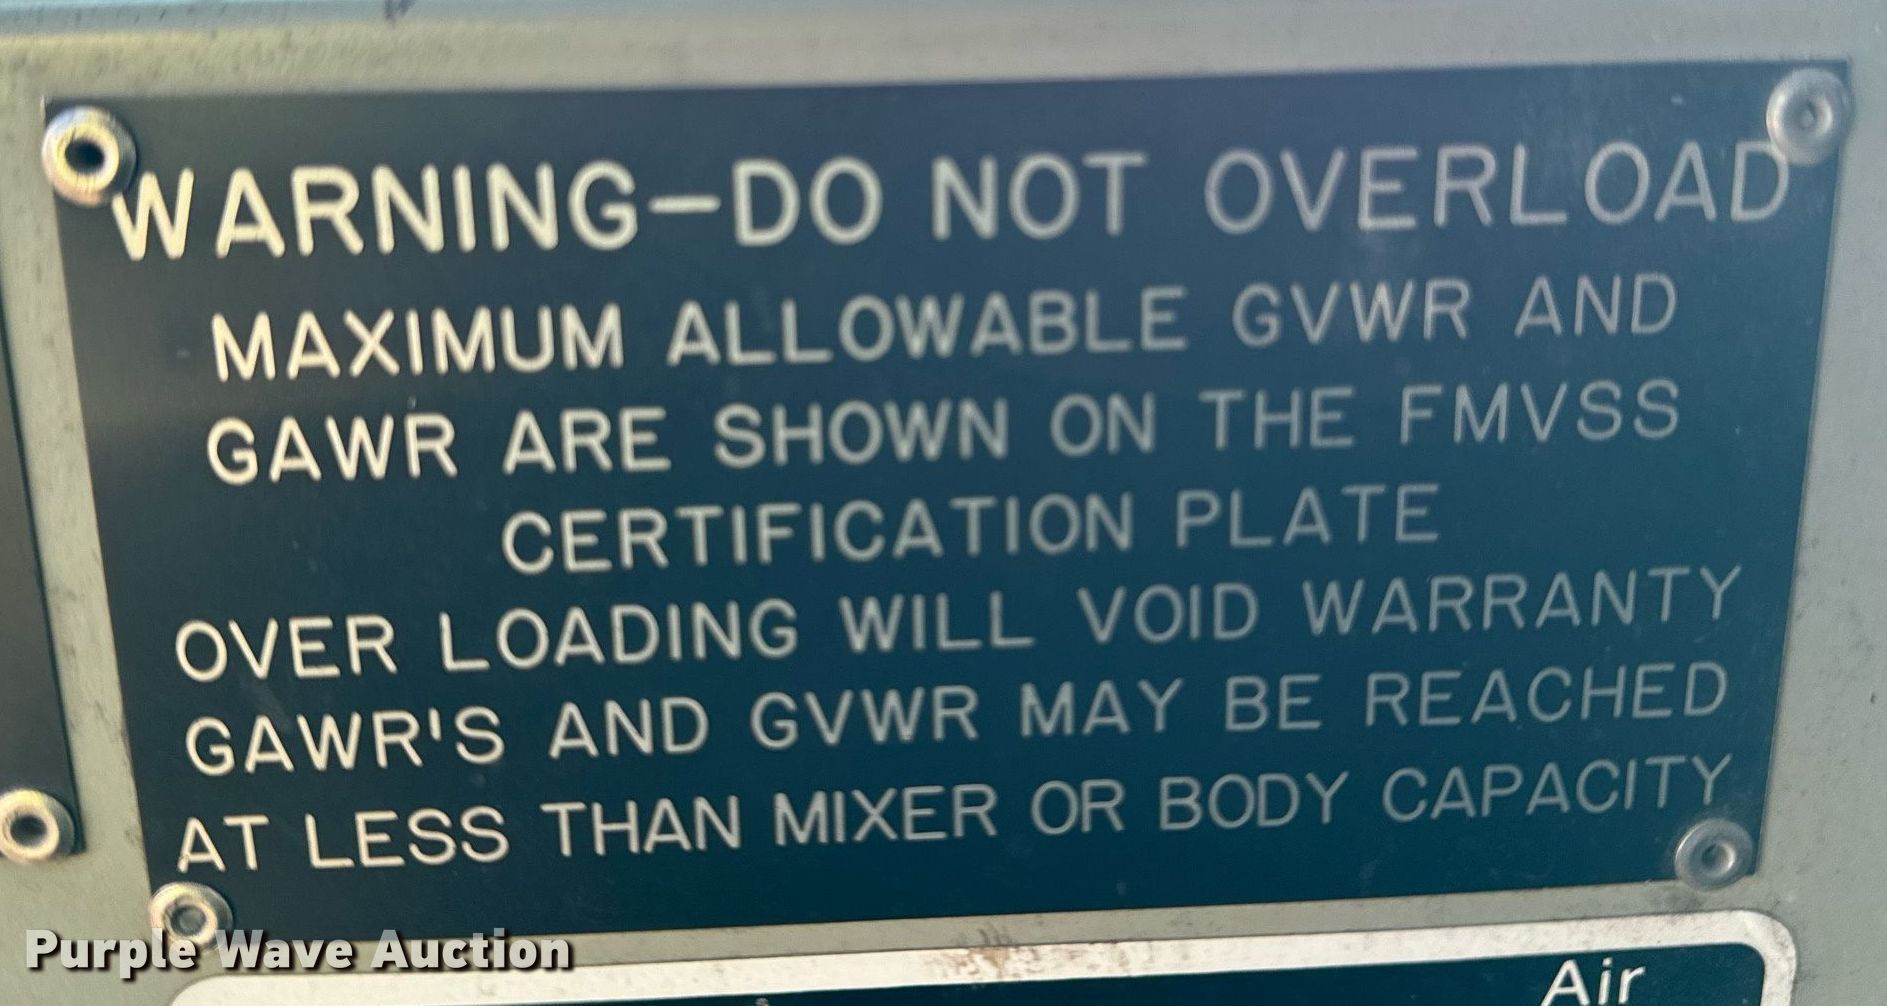 WARNING-DO NOT OVERLOAD
MAXIMUM ALLOWABLE GVWR AND
GAWR ARE SHOWN ON THE FMVSS
CERTIFICATION PLATE
OVER LOADING WILL VOID WARRANTY
GAWR'S AND GVWR MAY BE REACHED
AT LESS THAN MIXER OR BODY CAPACITY
Purple Wave Auction
Air